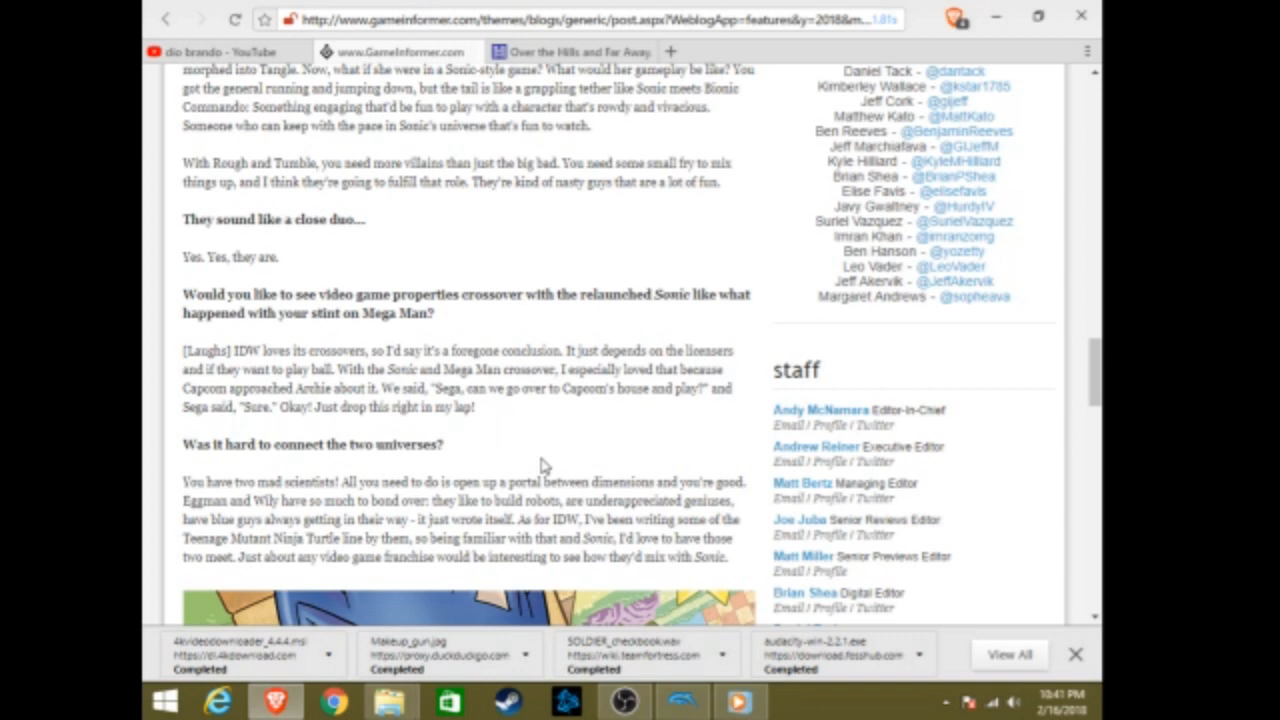 http://www.gameinformer.com/themes/blogs/generic/post.aspx?WeblogApp=features&y=2018&m... 1.81s
dio brando - YouTube
www.GameInformer.com
Over the Hills and Far Away
morphed into Tangle. Now, what if she were in a Sonic-style game? What would her gameplay be like? You
got the general running and jumping down, but the tail is like a grappling tether like Sonic meets Bionic
Commando: Something engaging that'd be fun to play with a character that's rowdy and vivacious.
Someone who can keep with the pace in Sonic's universe that's fun to watch.
With Rough and Tumble, you need more villains than just the big bad. You need some small fry to mix
things up, and I think they're going to fulfill that role. They're kind of nasty guys that are a lot of fun.
They sound like a close duo...
Yes. Yes, they are.
Would you like to see video game properties crossover with the relaunched Sonic like what
happened with your stint on Mega Man?
[Laughs] IDW loves its crossovers, so I'd say it's a foregone conclusion. It just depends on the licensers
and if they want to play ball. With the Sonic and Mega Man crossover, I especially loved that because
Capcom approached Archie about it. We said, "Sega, can we go over to Capcom's house and play?" and
Sega said, "Sure." Okay! Just drop this right in my lap!
Was it hard to connect the two universes?
You have two mad scientists! All you need to do is open up a portal between dimensions and you're good.
Eggman and Wily have so much to bond over: they like to build robots, are underappreciated geniuses,
have blue guys always getting in their way - it just wrote itself. As for IDW, I've been writing some of the
Teenage Mutant Ninja Turtle line by them, so being familiar with that and Sonic, I'd love to have those
two meet. Just about any video game franchise would be interesting to see how they'd mix with Sonic.
Daniel Tack - @dantack
Kimberley Wallace - @kstar1785
Jeff Cork - @gijeff
Matthew Kato - @MattKato
Ben Reeves - @BenjaminReeves
Jeff Marchiafava - @GIJeffM
Kyle Hilliard - @KyleMHilliard
Brian Shea - @BrianPShea
Elise Favis - @elisefavis
Javy Gwaltney - @HurdyIV
Suriel Vazquez - @SurielVazquez
Imran Khan - @imranzomg
Ben Hanson - @yozetty
Leo Vader - @LeoVader
Jeff Akervik - @JeffAkervik
Margaret Andrews - @sopheava
staff
Andy McNamara Editor-In-Chief
Email / Profile / Twitter
Andrew Reiner Executive Editor
Email / Profile / Twitter
Matt Bertz Managing Editor
Email / Profile / Twitter
Joe Juba Senior Reviews Editor
Email / Profile / Twitter
Matt Miller Senior Previews Editor
Email / Profile
Brian Shea Digital Editor
Email / Profile / Twitter
4kvideodownloader_4.4.4.msi
https://dl.4kdownload.com
Completed
Makeup_gun.jpg
https://proxy.duckduckgo.com
Completed
SOLDIER_checkbook.wav
https://wiki.teamfortress.com
Completed
audacity-win-2.2.1.exe
https://download.fosshub.com
Completed
View All
10:41 PM
2/16/2018